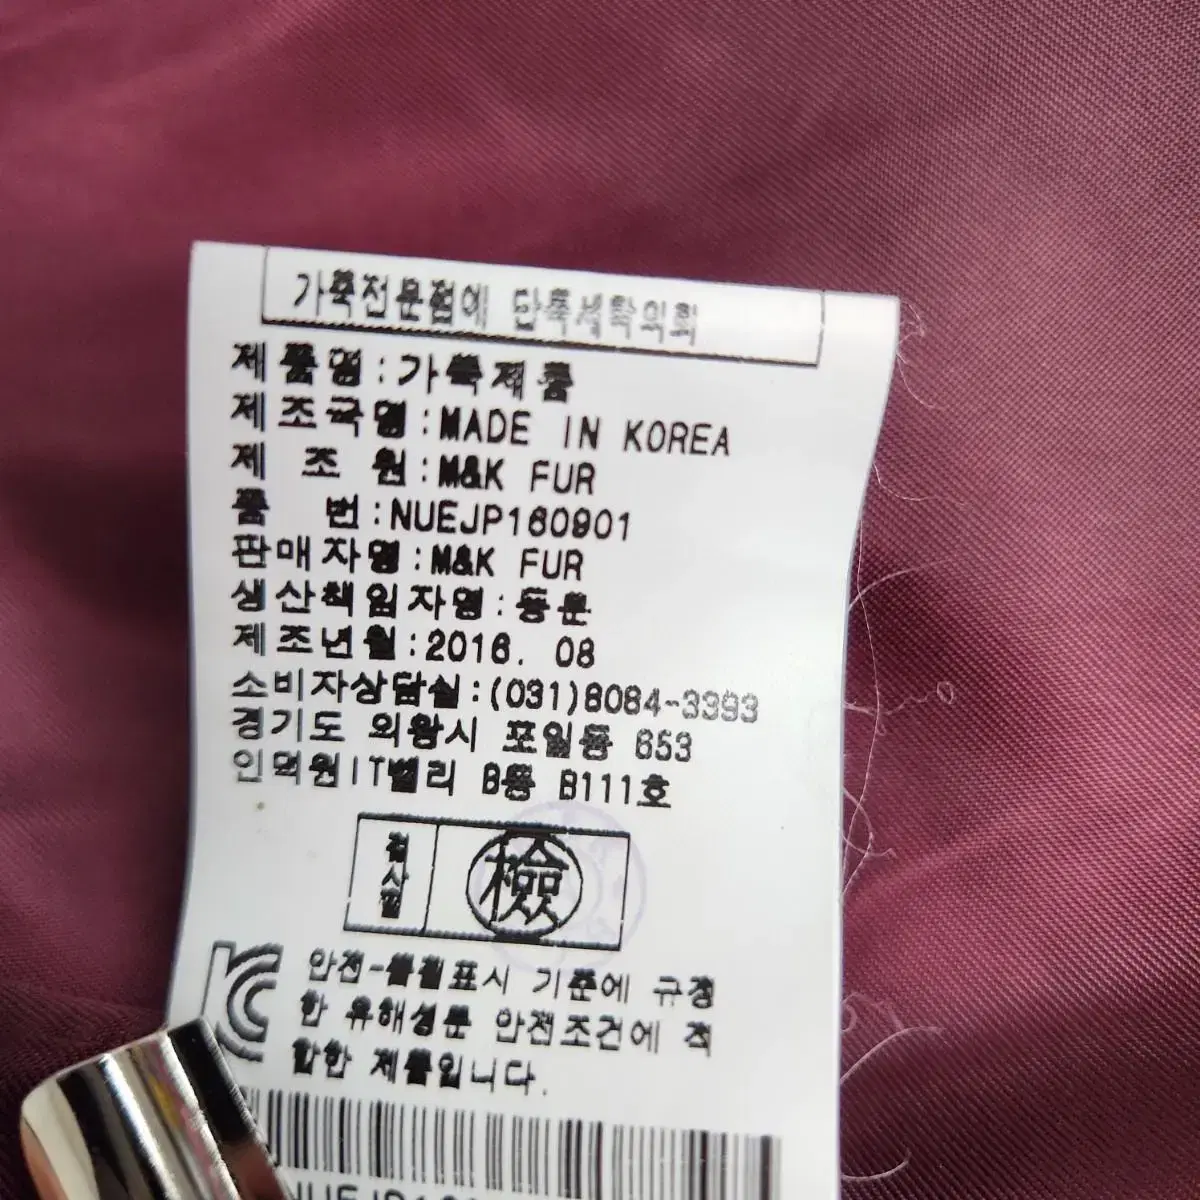 가죽전문점에 단독세탁의뢰
제품명:가죽제품
제조국명:MADE IN KOREA
제 조 원:M&K FUR
품 번:NUEJP160901
판매자명:M&K FUR
생산책임자명:동문
제조년월:2016. 08
소비자상담실:(031)8084-3393
경기도 의왕시 포일동 653
인덕원IT밸리 B동 B111호
검사필
檢
KC
안전-품질표시 기준에 규정
한 유해성분 안전조건에 적
합한 제품입니다.